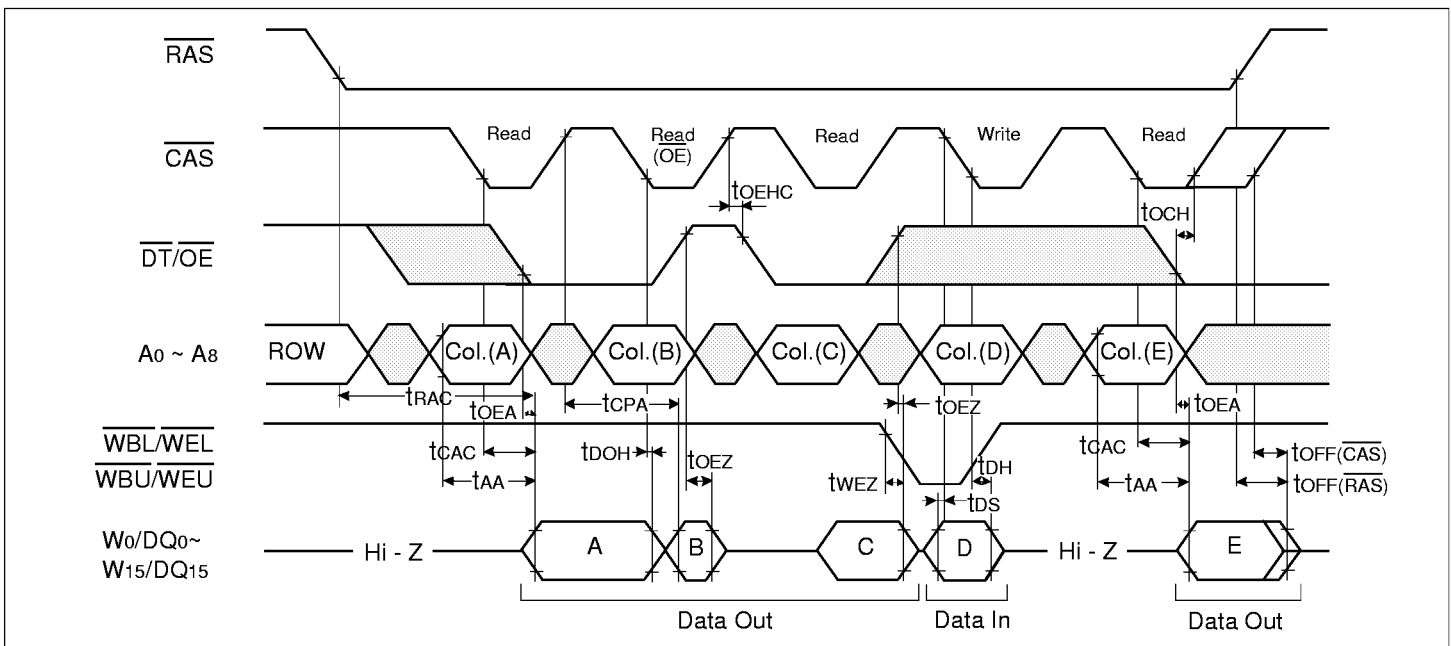 RAS
CAS
Read
Read
(OE)
Read
Write
Read
tOEHC
tOCH
DT/OE
A0 ~ A8
ROW
Col.(A)
Col.(B)
Col.(C)
Col.(D)
Col.(E)
tRAC
tOEA
tCPA
tOEZ
tOEA
WBL/WEL
WBU/WEU
tCAC
tDOH
tOEZ
tWEZ
tDH
tCAC
tOFF(CAS)
tAA
tDS
tAA
tOFF(RAS)
W0/DQ0~
W15/DQ15
Hi - Z
A
B
C
D
Hi - Z
E
Data Out
Data In
Data Out